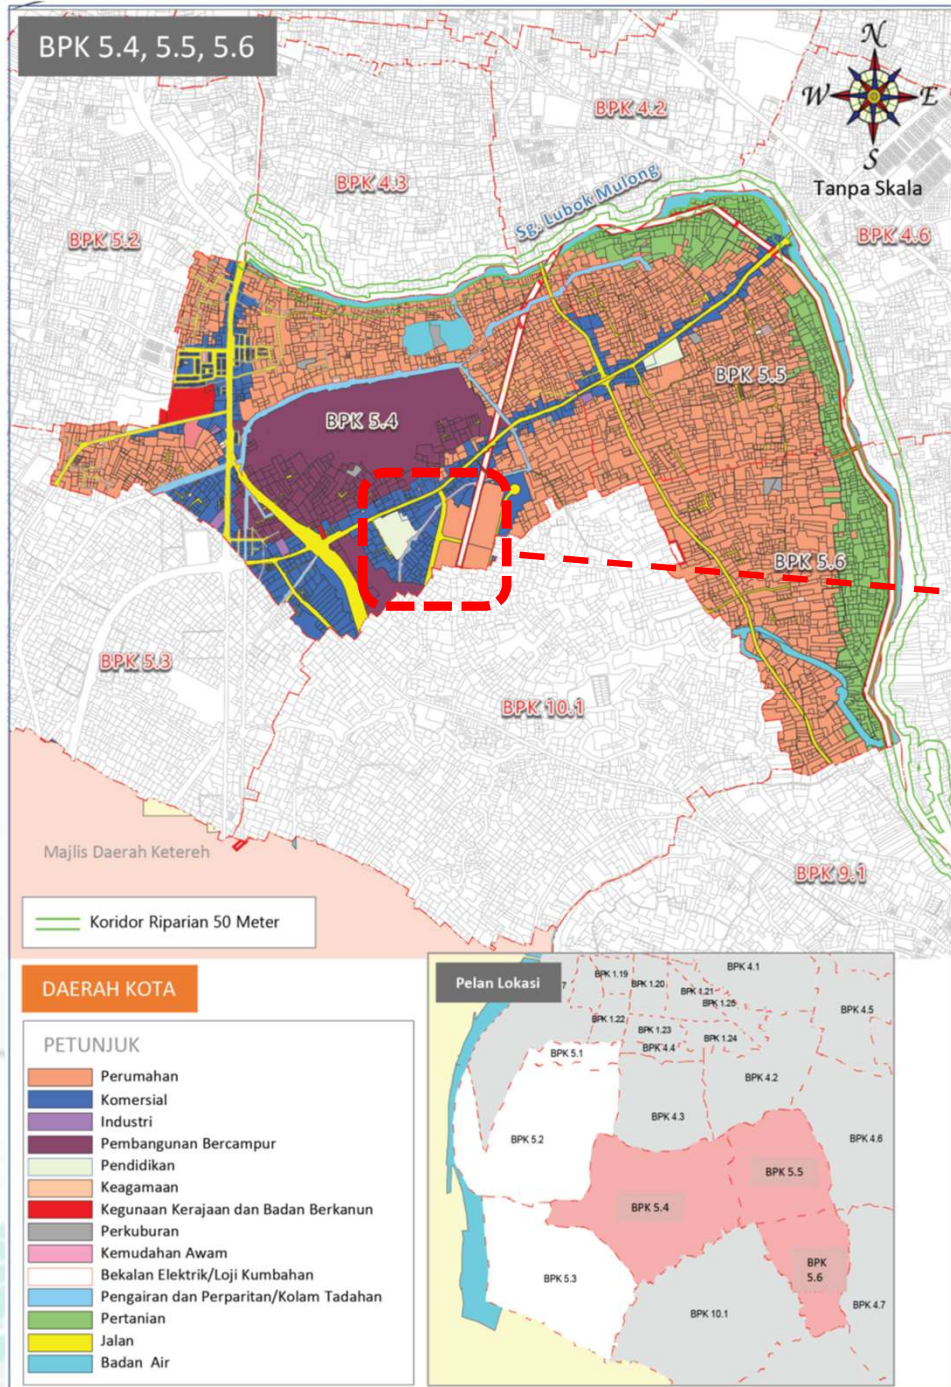 BPK 5.4, 5.5, 5.6
N
W
E
S
Tanpa Skala
BPK 4.2
BPK 4.3
Sg. Lubok Mulong
BPK 5.2
BPK 4.6
BPK 5.5
BPK 5.4
BPK 5.6
BPK 5.3
BPK 10.1
Majlis Daerah Ketereh
BPK 9.1
Koridor Riparian 50 Meter
DAERAH KOTA
PETUNJUK
Perumahan
Komersial
Industri
Pembangunan Bercampur
Pendidikan
Keagamaan
Kegunaan Kerajaan dan Badan Berkanun
Perkuburan
Kemudahan Awam
Bekalan Elektrik/Loji Kumbahan
Pengairan dan Perparitan/Kolam Tadahan
Pertanian
Jalan
Badan Air
Pelan Lokasi
7
BPK 1.19
BPK 1.20
BPK 4.1
BPK 1.21
BPK 1.25
BPK 4.5
BPK 1.22
BPK 1.23
BPK 1.24
BPK 4.4
BPK 5.1
BPK 4.2
BPK 4.3
BPK 5.2
BPK 4.6
BPK 5.5
BPK 5.4
BPK
5.6
BPK 5.3
BPK 10.1
BPK 4.7